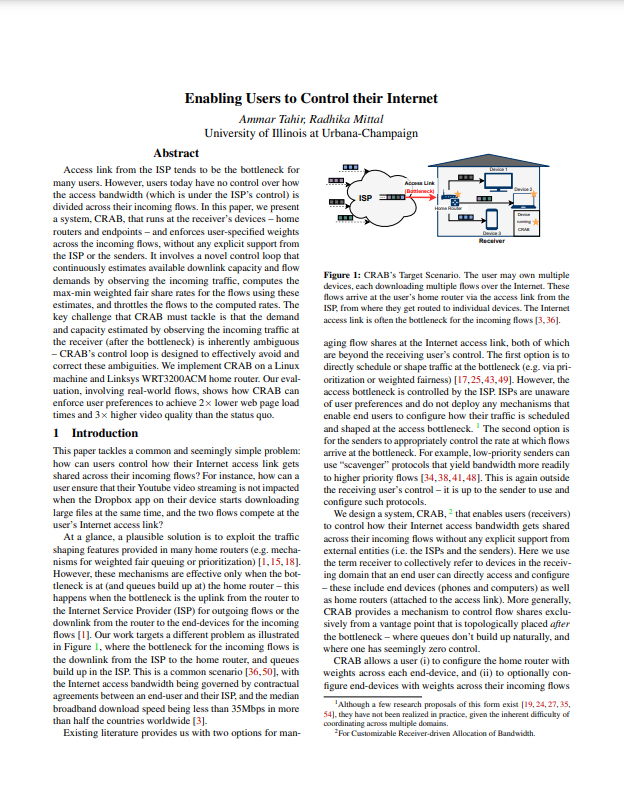 Enabling Users to Control their Internet
Ammar Tahir, Radhika Mittal
University of Illinois at Urbana-Champaign
Abstract
Access link from the ISP tends to be the bottleneck for
many users. However, users today have no control over how
the access bandwidth (which is under the ISP's control) is
divided across their incoming flows. In this paper, we present
a system, CRAB, that runs at the receiver's devices – home
routers and endpoints – and enforces user-specified weights
across the incoming flows, without any explicit support from
the ISP or the senders. It involves a novel control loop that
continuously estimates available downlink capacity and flow
demands by observing the incoming traffic, computes the
max-min weighted fair share rates for the flows using these
estimates, and throttles the flows to the computed rates. The
key challenge that CRAB must tackle is that the demand
and capacity estimated by observing the incoming traffic at
the receiver (after the bottleneck) is inherently ambiguous
– CRAB's control loop is designed to effectively avoid and
correct these ambiguities. We implement CRAB on a Linux
machine and Linksys WRT3200ACM home router. Our eval-
uation, involving real-world flows, shows how CRAB can
enforce user preferences to achieve 2× lower web page load
times and 3× higher video quality than the status quo.
1 Introduction
This paper tackles a common and seemingly simple problem:
how can users control how their Internet access link gets
shared across their incoming flows? For instance, how can a
user ensure that their Youtube video streaming is not impacted
when the Dropbox app on their device starts downloading
large files at the same time, and the two flows compete at the
user's Internet access link?
At a glance, a plausible solution is to exploit the traffic
shaping features provided in many home routers (e.g. mecha-
nisms for weighted fair queuing or prioritization) [1,15,18].
However, these mechanisms are effective only when the bot-
tleneck is at (and queues build up at) the home router – this
happens when the bottleneck is the uplink from the router to
the Internet Service Provider (ISP) for outgoing flows or the
downlink from the router to the end-devices for the incoming
flows [1]. Our work targets a different problem as illustrated
in Figure 1, where the bottleneck for the incoming flows is
the downlink from the ISP to the home router, and queues
build up in the ISP. This is a common scenario [36,50], with
the Internet access bandwidth being governed by contractual
agreements between an end-user and their ISP, and the median
broadband download speed being less than 35Mbps in more
than half the countries worldwide [3].
Existing literature provides us with two options for man-
ISP
Access Link
(Bottleneck)
Home Router
Device 1
Device 2
Device 3
Device
running
CRAB
Receiver
Figure 1: CRAB's Target Scenario. The user may own multiple
devices, each downloading multiple flows over the Internet. These
flows arrive at the user's home router via the access link from the
ISP, from where they get routed to individual devices. The Internet
access link is often the bottleneck for the incoming flows [3, 36].
aging flow shares at the Internet access link, both of which
are beyond the receiving user's control. The first option is to
directly schedule or shape traffic at the bottleneck (e.g. via pri-
oritization or weighted fairness) [17,25,43,49]. However, the
access bottleneck is controlled by the ISP. ISPs are unaware
of user preferences and do not deploy any mechanisms that
enable end users to configure how their traffic is scheduled
and shaped at the access bottleneck. 1 The second option is
for the senders to appropriately control the rate at which flows
arrive at the bottleneck. For example, low-priority senders can
use "scavenger" protocols that yield bandwidth more readily
to higher priority flows [34,38,41,48]. This is again outside
the receiving user's control – it is up to the sender to use and
configure such protocols.
We design a system, CRAB, 2 that enables users (receivers)
to control how their Internet access bandwidth gets shared
across their incoming flows without any explicit support from
external entities (i.e. the ISPs and the senders). Here we use
the term receiver to collectively refer to devices in the receiv-
ing domain that an end user can directly access and configure
– these include end devices (phones and computers) as well
as home routers (attached to the access link). More generally,
CRAB provides a mechanism to control flow shares exclu-
sively from a vantage point that is topologically placed after
the bottleneck – where queues don't build up naturally, and
where one has seemingly zero control.
CRAB allows a user (i) to configure the home router with
weights across each end-device, and (ii) to optionally con-
figure end-devices with weights across their incoming flows
1Although a few research proposals of this form exist [19, 24, 27, 35,
54], they have not been realized in practice, given the inherent difficulty of
coordinating across multiple domains.
2For Customizable Receiver-driven Allocation of Bandwidth.